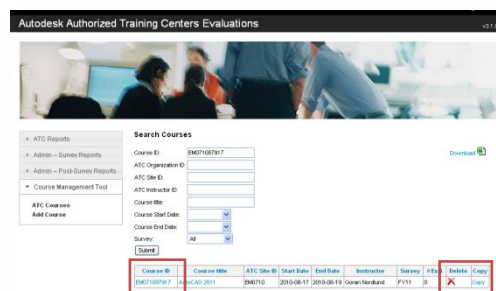 Autodesk Authorized Training Centers Evaluations
ATC Reports
Admin – Survey Reports
Admin – Post-Survey Reports
Course Management Tool
ATC Courses
Add Course
Search Courses
Download
Course ID: EM071087917
ATC Organization ID:
ATC Site ID:
ATC Instructor ID:
Course title:
Course Start Date:
Course End Date:
Survey: All
Submit
Course ID Course title ATC Site ID Start Date End Date Instructor Survey Delete Copy
EM071087917 AutoCAD 2011 EM0710 2010-08-17 2010-08-18 Goran Nordlund FY11 0 Copy